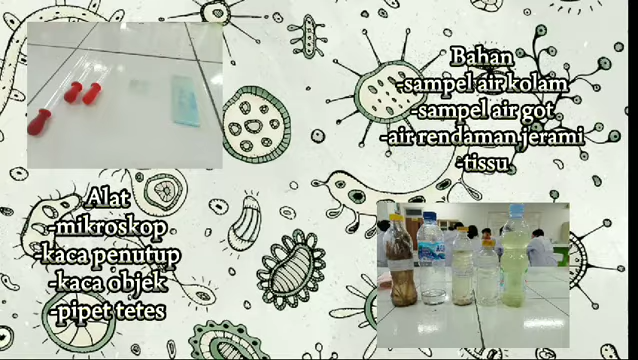 Bahan
-sampel air kolam
-sampel air got
-air rendaman jerami
-tissu
Alat
-mikroskop
-kaca penutup
-kaca objek
-pipet tetes